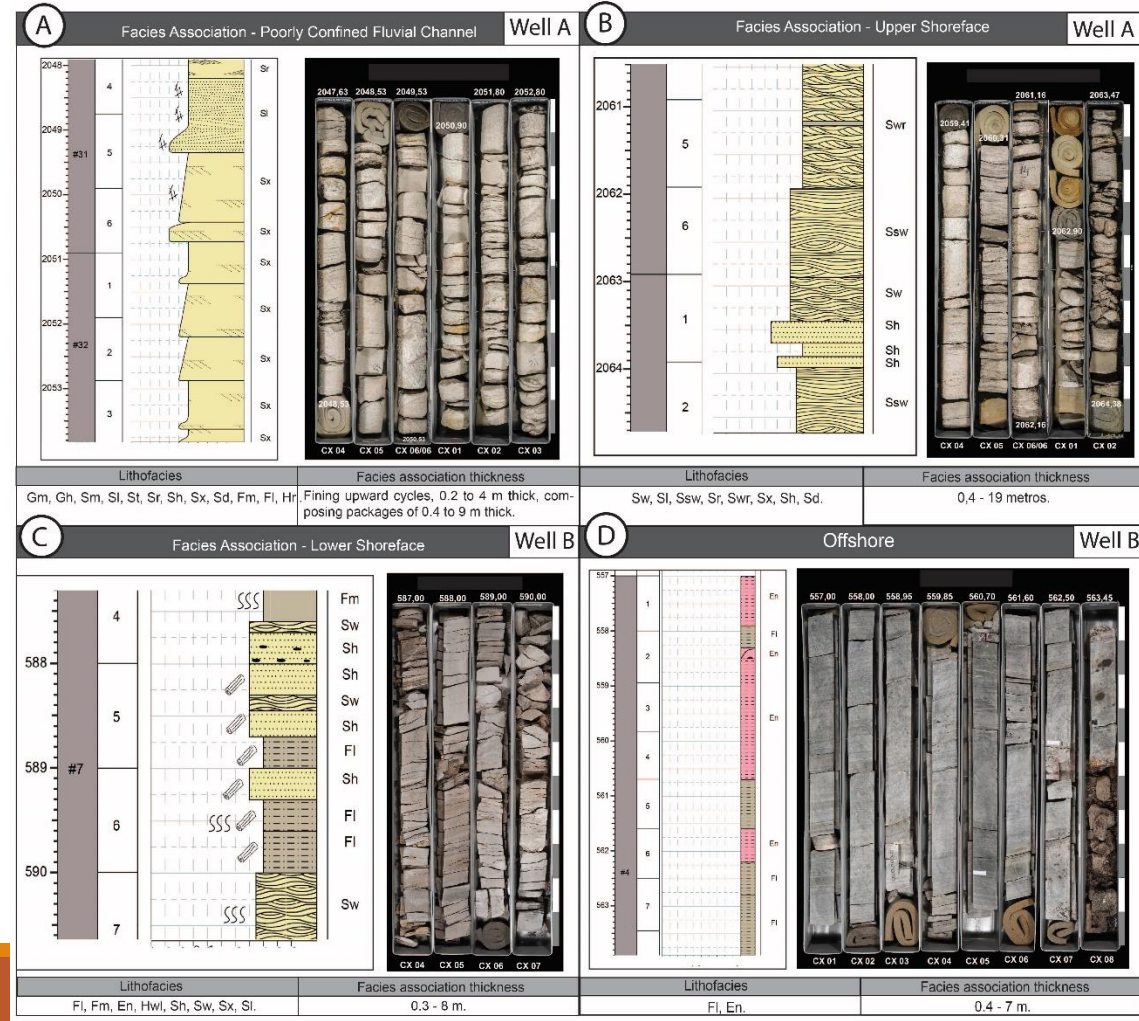 A
Facies Association - Poorly Confined Fluvial Channel
Well A
2048
2049
2050
2051
2052
2053
#31
#32
4
5
6
1
2
3
Sr
Sl
Sx
Sx
Sx
Sx
Sx
Sx
2047,63 2048,53 2049,53 2051,80 2052,80
2050,90
2048,53
2050,53
CX 04 CX 05 CX 06/06 CX 01 CX 02 CX 03
Lithofacies
Facies association thickness
Gm, Gh, Sm, Sl, St, Sr, Sh, Sx, Sd, Fm, Fl, Hr
Fining upward cycles, 0.2 to 4 m thick, com-
posing packages of 0.4 to 9 m thick.
B
Facies Association - Upper Shoreface
Well A
2061
2062
2063
2064
5
6
1
2
Swr
Ssw
Sw
Sh
Sh
Sh
Ssw
2061,16 2063,47
2059,41
2060,31
2062,90
2062,16
2064,38
CX 04 CX 05 CX 06/06 CX 01 CX 02
Lithofacies
Facies association thickness
Sw, Sl, Ssw, Sr, Swr, Sx, Sh, Sd.
0,4 - 19 metros.
C
Facies Association - Lower Shoreface
Well B
588
589
590
#7
4
5
6
7
Fm
Sw
Sh
Sh
Sw
Sh
Fl
Sh
Fl
Fl
Sw
587,00 588,00 589,00 590,00
CX 04 CX 05 CX 06 CX 07
Lithofacies
Facies association thickness
Fl, Fm, En, Hwl, Sh, Sw, Sx, Sl.
0.3 - 8 m.
D
Offshore
Well B
557
558
559
560
561
562
563
#4
1
2
3
4
5
6
7
En
Fl
En
En
En
Fl
Fl
557,00 558,00 558,95 559,85 560,70 561,60 562,50 563,45
CX 01 CX 02 CX 03 CX 04 CX 05 CX 06 CX 07 CX 08
Lithofacies
Facies association thickness
Fl, En.
0.4 - 7 m.